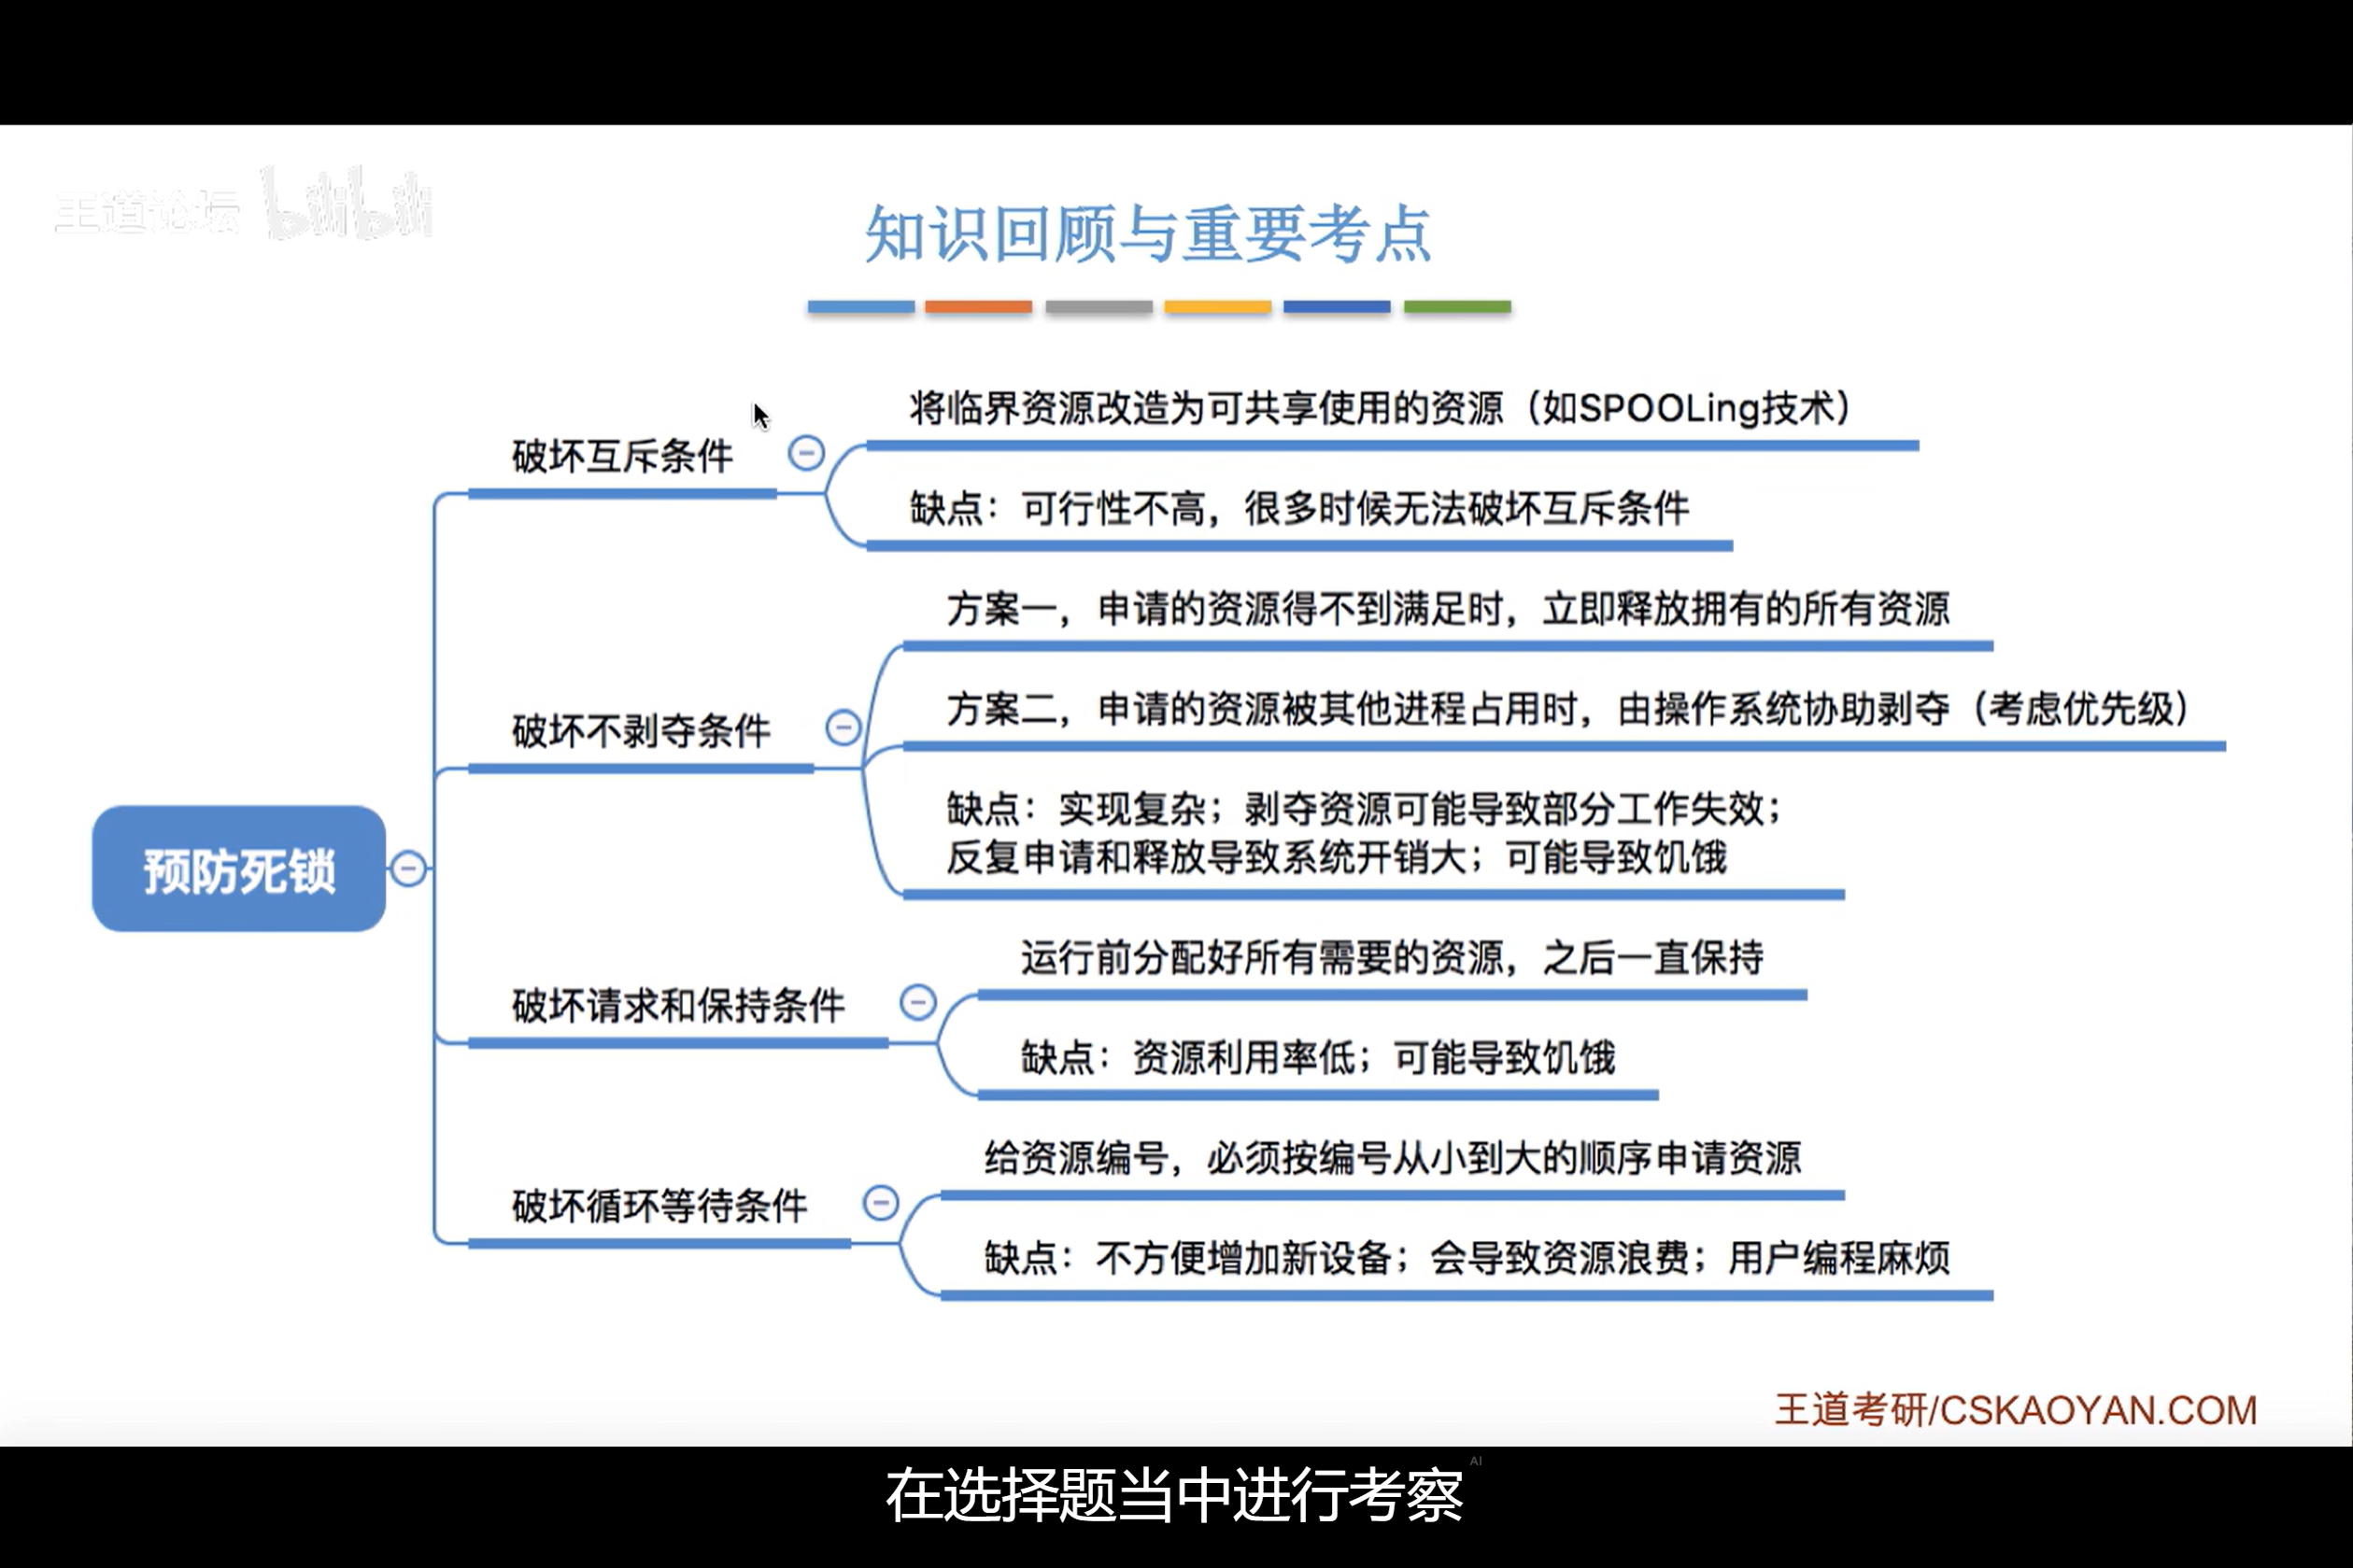 王道论坛 bilibili
知识回顾与重要考点
将临界资源改造为可共享使用的资源（如SPOOLing技术）
破坏互斥条件
缺点：可行性不高，很多时候无法破坏互斥条件
方案一，申请的资源得不到满足时，立即释放拥有的所有资源
方案二，申请的资源被其他进程占用时，由操作系统协助剥夺（考虑优先级）
破坏不剥夺条件
缺点：实现复杂；剥夺资源可能导致部分工作失效；
反复申请和释放导致系统开销大；可能导致饥饿
预防死锁
运行前分配好所有需要的资源，之后一直保持
破坏请求和保持条件
缺点：资源利用率低；可能导致饥饿
给资源编号，必须按编号从小到大的顺序申请资源
破坏循环等待条件
缺点：不方便增加新设备；会导致资源浪费；用户编程麻烦
王道考研/CSKAOYAN.COM
在选择题当中进行考察 AI